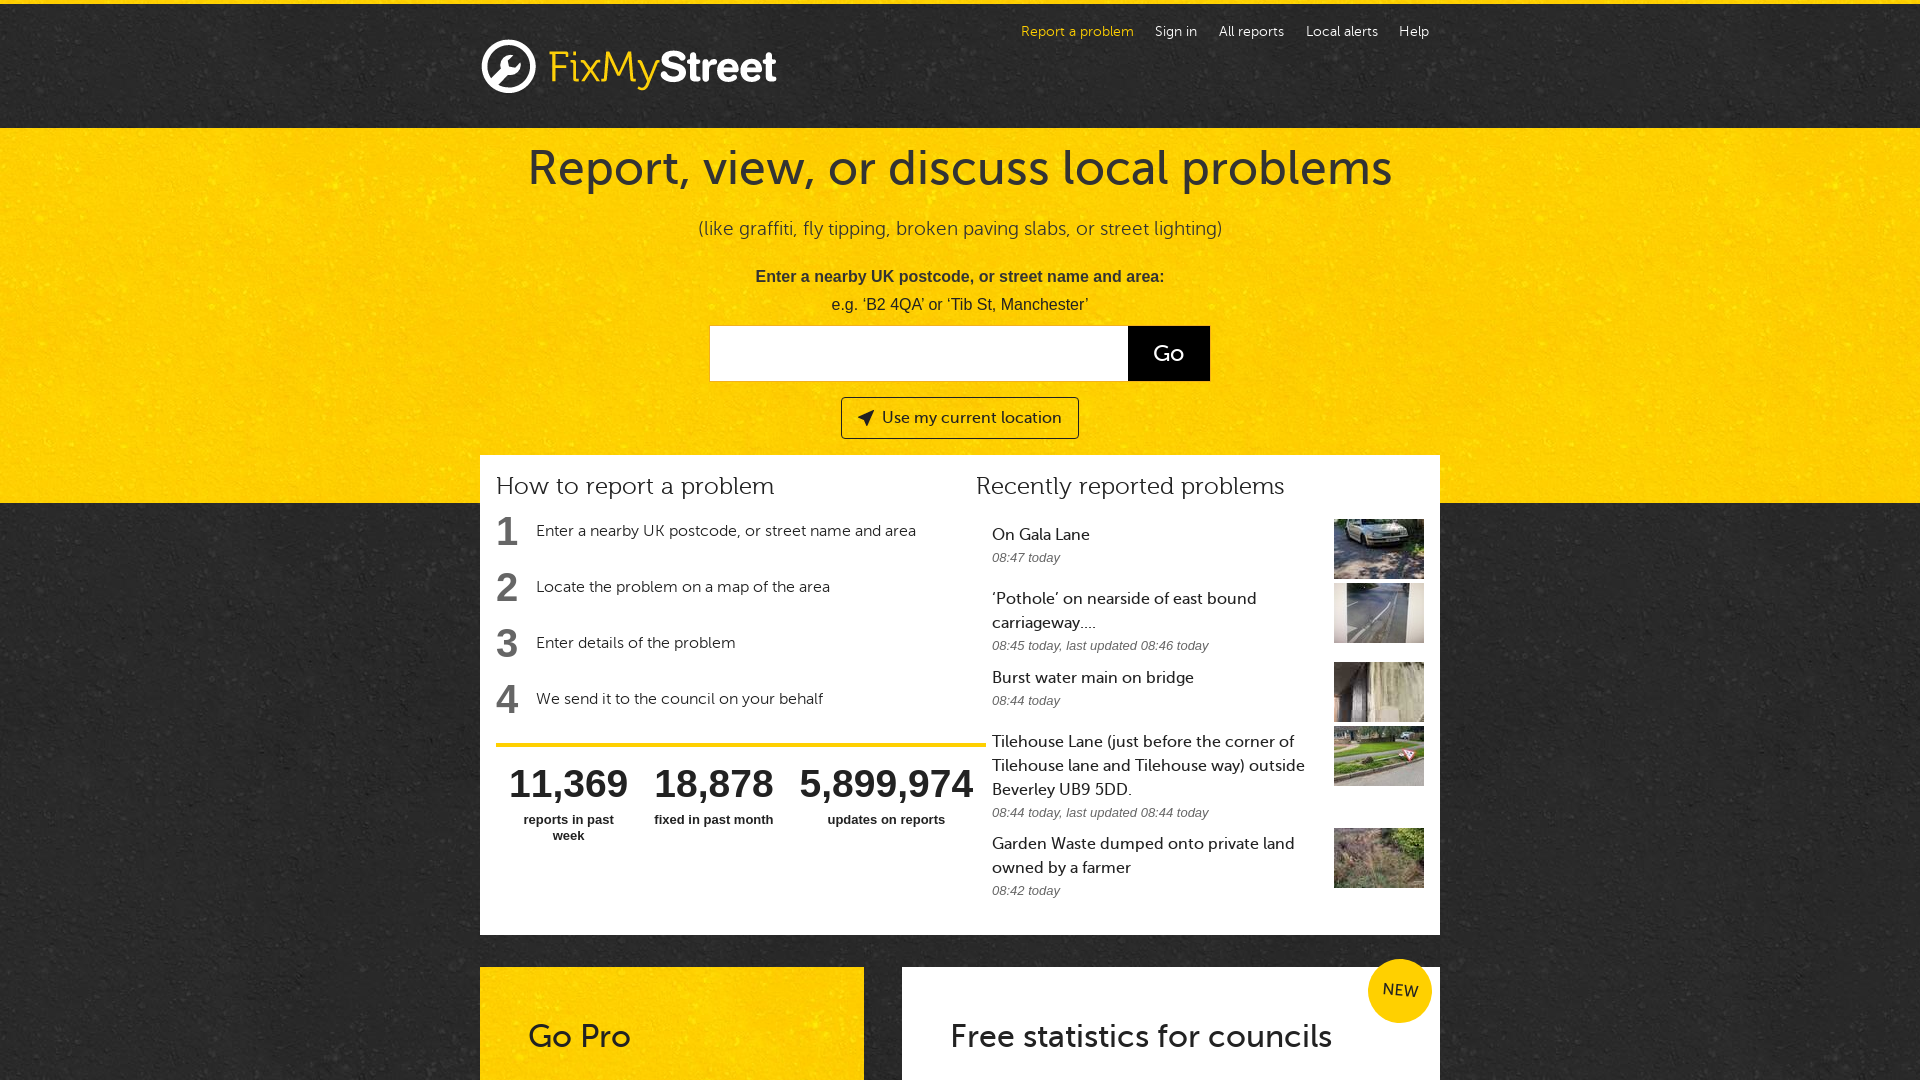 Report a problem
Sign in
All reports
Local alerts
Help
FixMyStreet
Report, view, or discuss local problems
(like graffiti, fly tipping, broken paving slabs, or street lighting)
Enter a nearby UK postcode, or street name and area:
e.g. ‘B2 4QA’ or ‘Tib St, Manchester’
Go
Use my current location
How to report a problem
1 Enter a nearby UK postcode, or street name and area
2 Locate the problem on a map of the area
3 Enter details of the problem
4 We send it to the council on your behalf
11,369
reports in past
week
18,878
fixed in past month
5,899,974
updates on reports
Recently reported problems
On Gala Lane
08:47 today
‘Pothole’ on nearside of east bound
carriageway....
08:45 today, last updated 08:46 today
Burst water main on bridge
08:44 today
Tilehouse Lane (just before the corner of
Tilehouse lane and Tilehouse way) outside
Beverley UB9 5DD.
08:44 today, last updated 08:44 today
Garden Waste dumped onto private land
owned by a farmer
08:42 today
Go Pro
NEW
Free statistics for councils